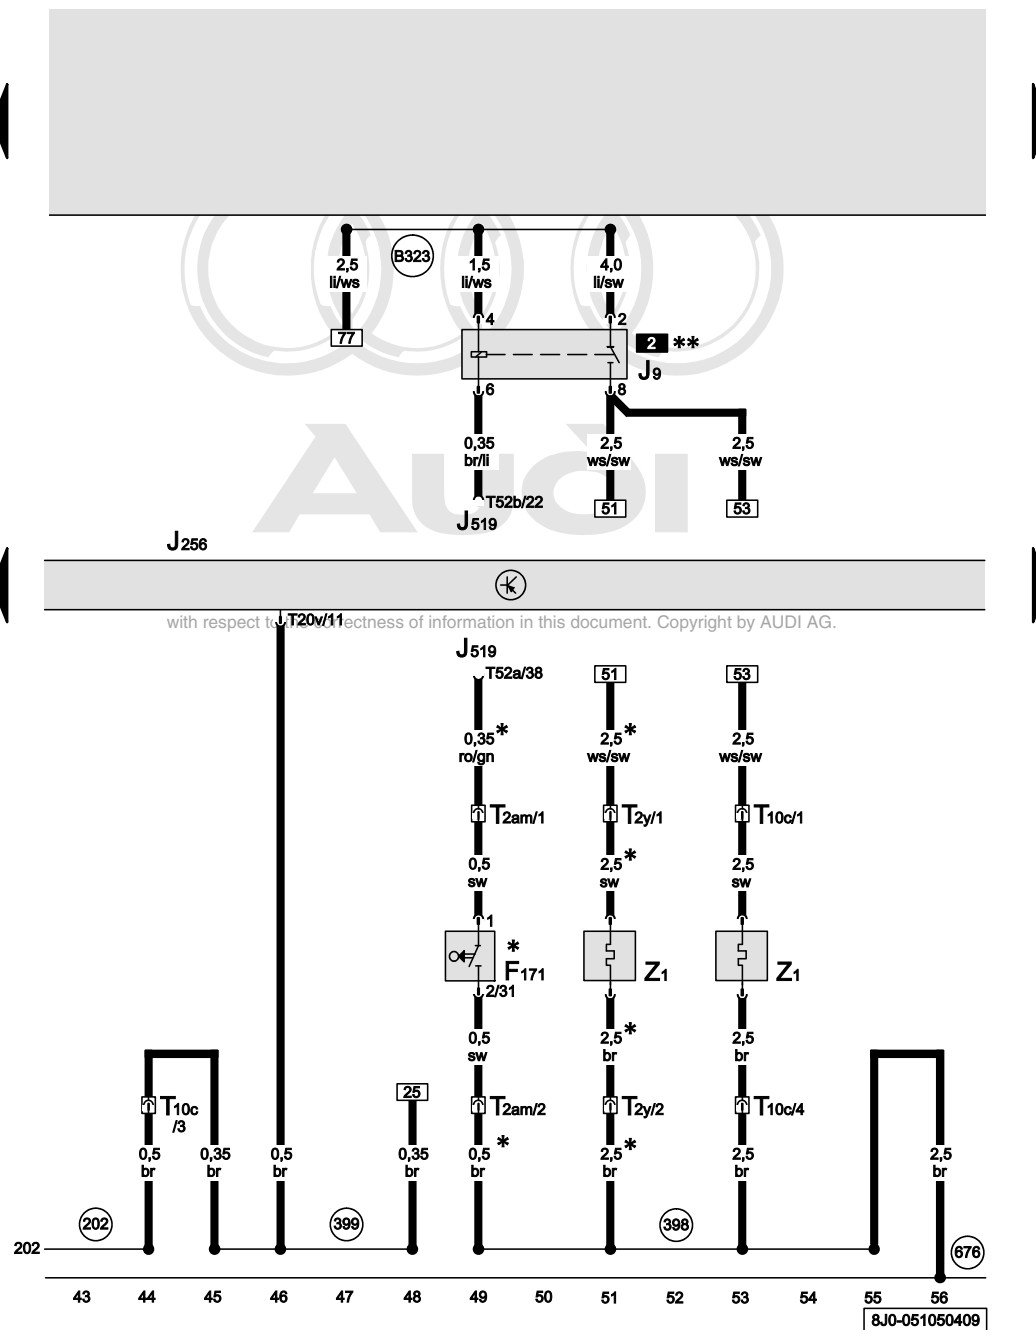 B323
2,5 1,5 4,0
li/ws li/ws li/sw
4 2
77 2 **
J9
6 8
0,35 2,5 2,5
br/li ws/sw ws/sw
Audi
T52b/22 51 53
J519
J256
T20v/11
with respect to the correctness of information in this document. Copyright by AUDI AG.
J519
T52a/38 51 53
0,35* 2,5* 2,5
ro/gn ws/sw ws/sw
T2am/1 T2y/1 T10c/1
0,5 2,5* 2,5
sw sw sw
1
*
F171 Z1 Z1
2/31
0,5 2,5* 2,5
sw br br
25
T10c T2am/2 T2y/2 T10c/4
/3
0,5 0,35 0,5 0,35 0,5* 2,5* 2,5 2,5
br br br br br br br br
202 399 398
202 676
43 44 45 46 47 48 49 50 51 52 53 54 55 56
8J0-051050409